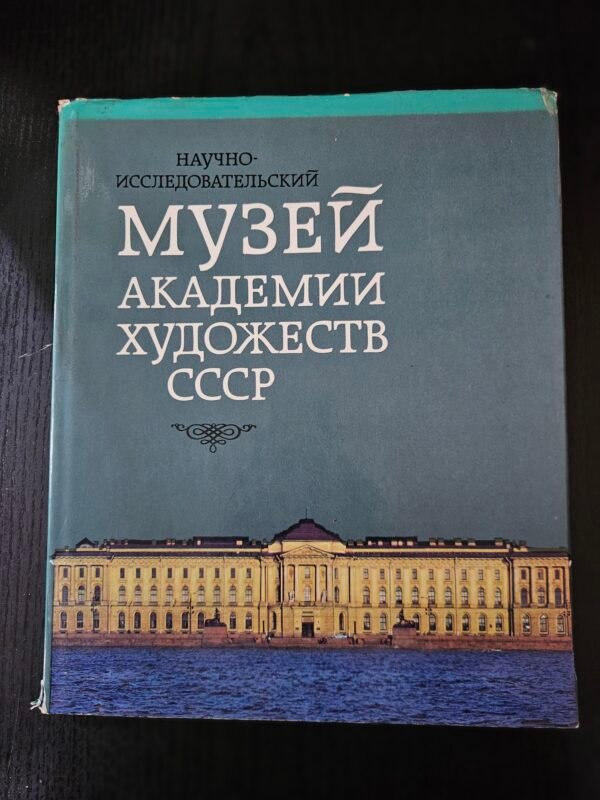 НАУЧНО-
ИССЛЕДОВАТЕЛЬСКИЙ
МУЗЕЙ
АКАДЕМИИ
ХУДОЖЕСТВ
СССР